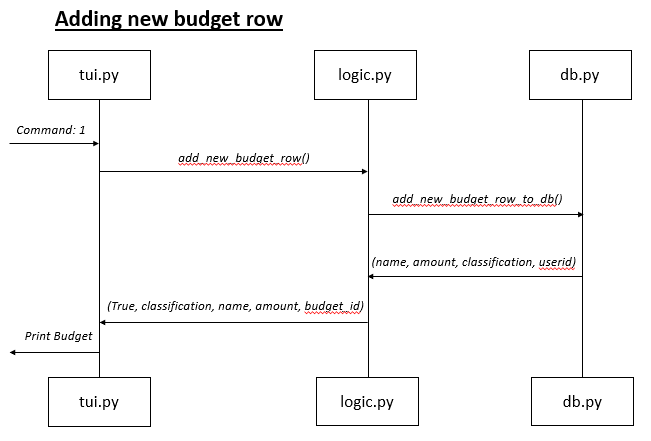 Adding new budget row
tui.py
logic.py
db.py
Command: 1
add_new_budget_row()
add_new_budget_row_to_db()
(name, amount, classification, userid)
(True, classification, name, amount, budget_id)
Print Budget
tui.py
logic.py
db.py